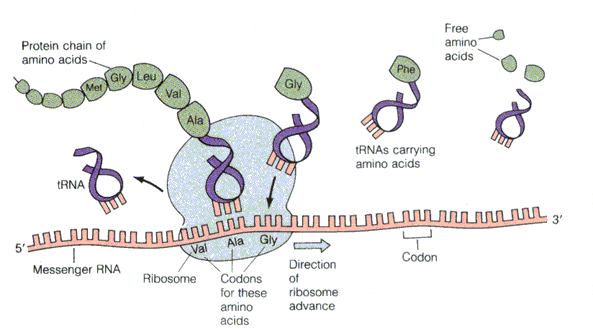 Free
amino
acids
Protein chain of
amino acids
Met
Gly
Leu
Val
Ala
Gly
Phe
tRNAs carrying
amino acids
tRNA
5'
3'
Val
Ala
Gly
Messenger RNA
Ribosome
Codons
for these
amino
acids
Direction
of
ribosome
advance
Codon